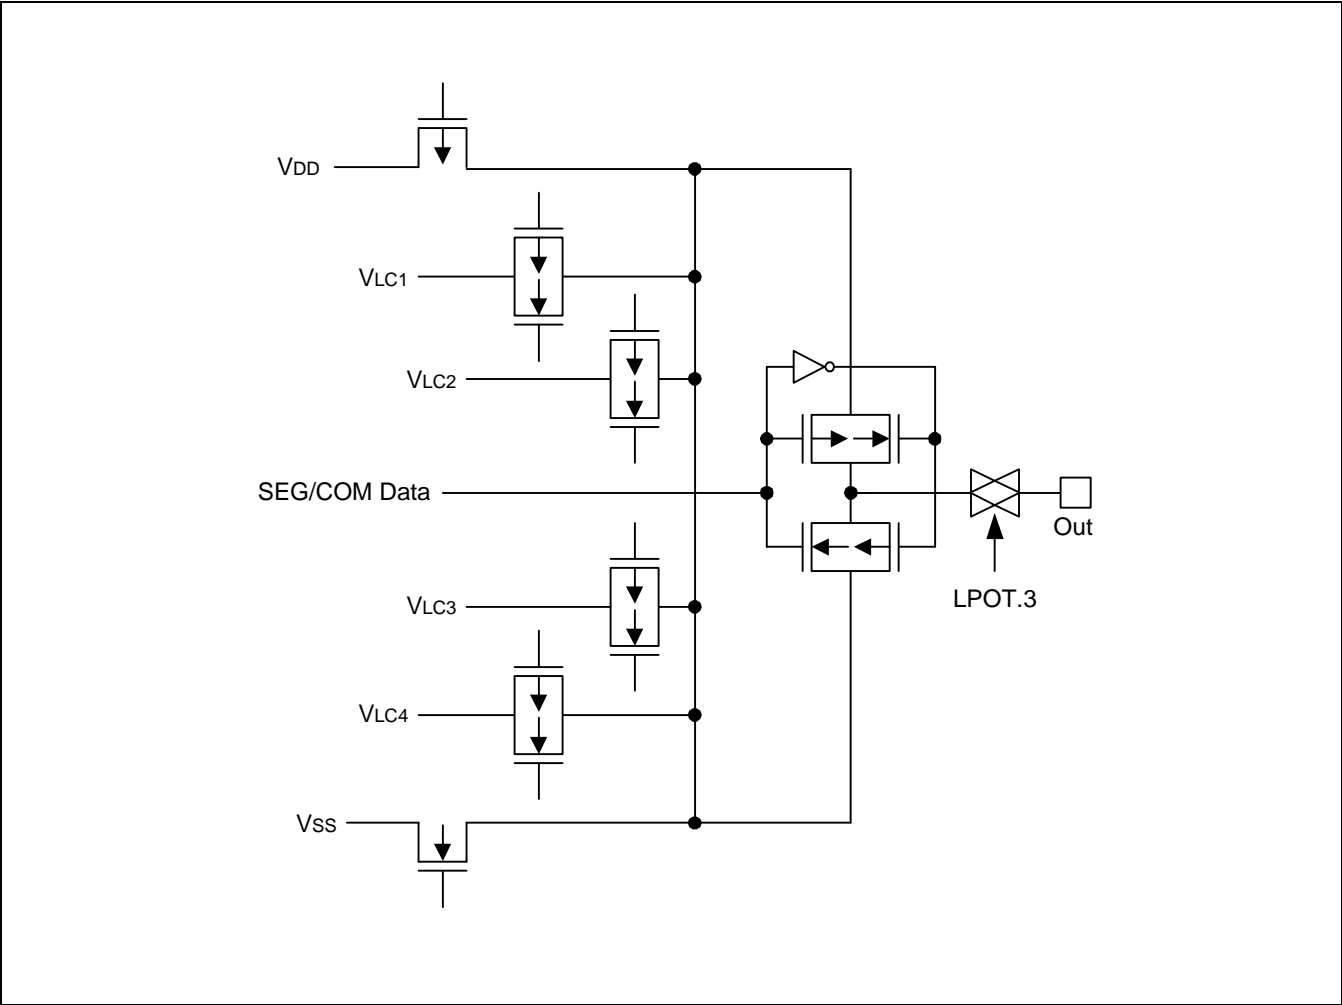 VDD
VLC1
VLC2
SEG/COM Data
Out
LPOT.3
VLC3
VLC4
VSS